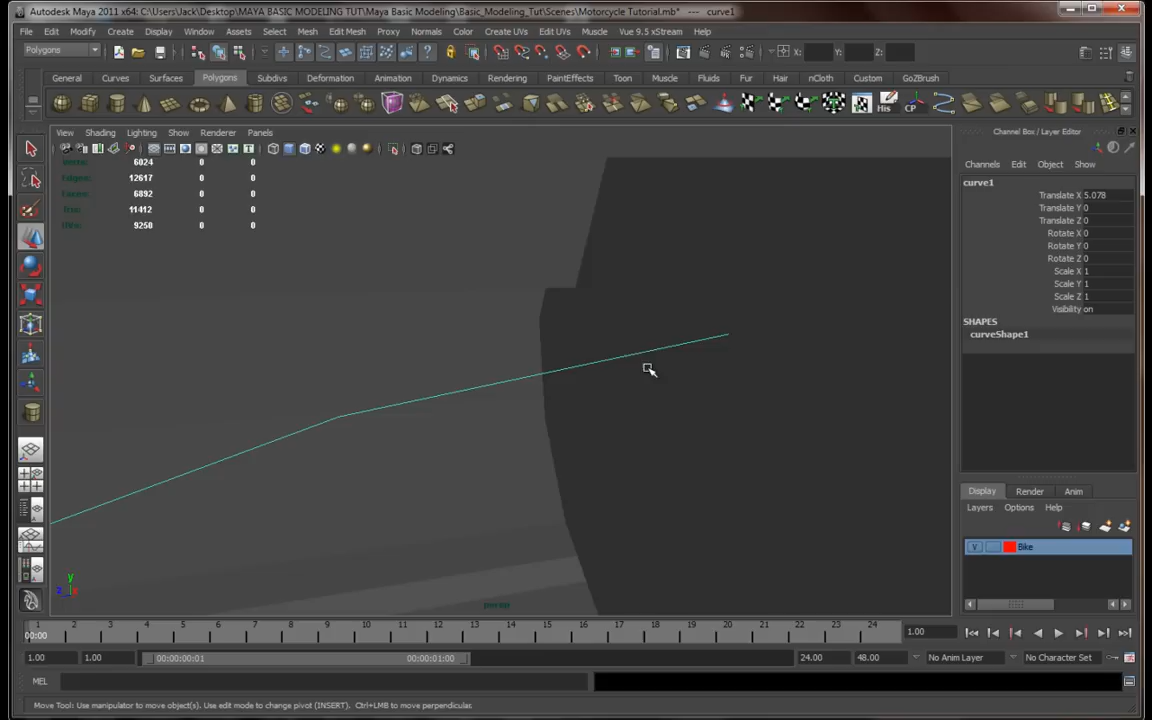 Autodesk Maya 2011 x64: C:\Users\Jack\Desktop\MAYA BASIC MODELING TUT\Maya Basic Modeling\Basic_Modeling_Tut\Scenes\Motorcycle Tutorial.mb* --- curve1
File Edit Modify Create Display Window Assets Select Mesh Edit Mesh Proxy Normals Color Create UVs Edit UVs Muscle Vue 9.5 xStream Help
Polygons X: Y: Z:
General Curves Surfaces Polygons Subdivs Deformation Animation Dynamics Rendering PaintEffects Toon Muscle Fluids Fur Hair nCloth Custom GoZBrush
His CP
View Shading Lighting Show Renderer Panels
Channel Box / Layer Editor
Channels Edit Object Show
Verts: 6024 0 0
Edges: 12617 0 0
Faces: 6892 0 0
Tris: 11412 0 0
UVs: 9250 0 0
curve1
Translate X 5.078
Translate Y 0
Translate Z 0
Rotate X 0
Rotate Y 0
Rotate Z 0
Scale X 1
Scale Y 1
Scale Z 1
Visibility on
SHAPES
curveShape1
Display Render Anim
Layers Options Help
V Bike
y
z x
persp
1 2 3 4 5 6 7 8 9 10 11 12 13 14 15 16 17 18 19 20 21 22 23 24
00:00 1.00
1.00 1.00 00:00:00:01 00:00:01:00 24.00 48.00 No Anim Layer No Character Set
MEL
Move Tool: Use manipulator to move object(s). Use edit mode to change pivot (INSERT). Ctrl+LMB to move perpendicular.